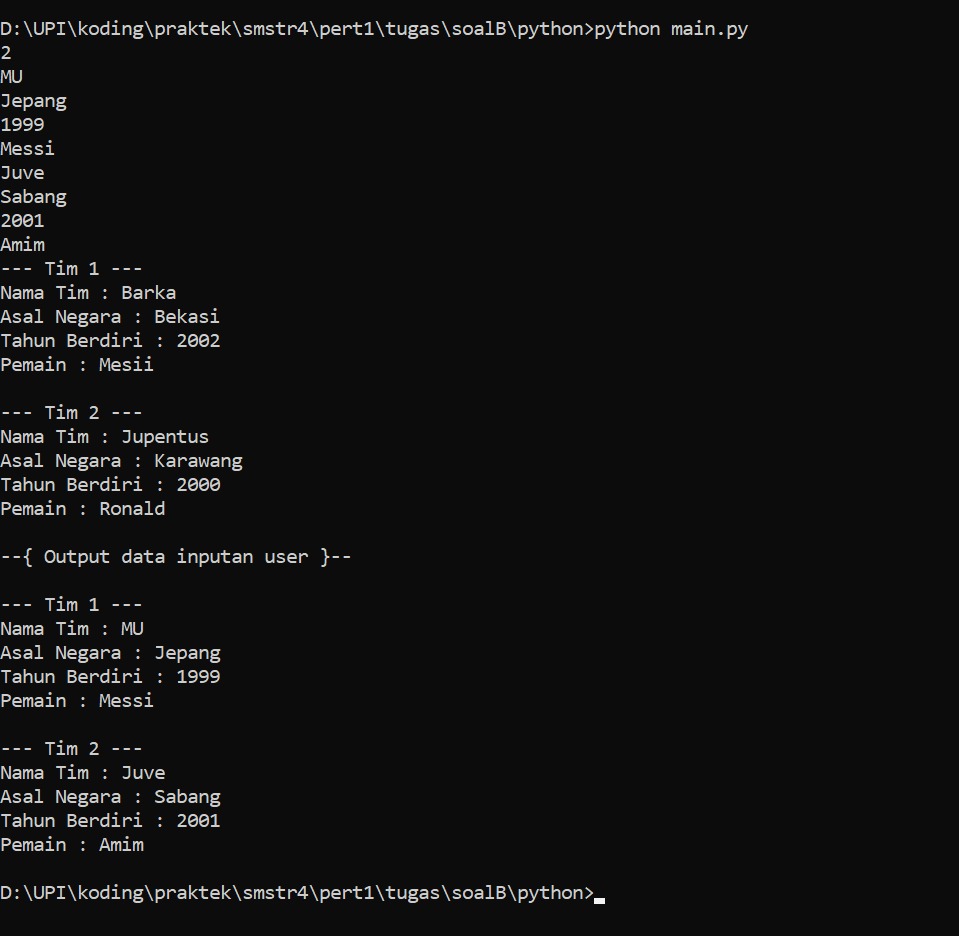 D:\UPI\koding\praktek\smstr4\pert1\tugas\soalB\python>python main.py
2
MU
Jepang
1999
Messi
Juve
Sabang
2001
Amim
--- Tim 1 ---
Nama Tim : Barka
Asal Negara : Bekasi
Tahun Berdiri : 2002
Pemain : Mesii

--- Tim 2 ---
Nama Tim : Jupentus
Asal Negara : Karawang
Tahun Berdiri : 2000
Pemain : Ronald

--{ Output data inputan user }--

--- Tim 1 ---
Nama Tim : MU
Asal Negara : Jepang
Tahun Berdiri : 1999
Pemain : Messi

--- Tim 2 ---
Nama Tim : Juve
Asal Negara : Sabang
Tahun Berdiri : 2001
Pemain : Amim

D:\UPI\koding\praktek\smstr4\pert1\tugas\soalB\python>